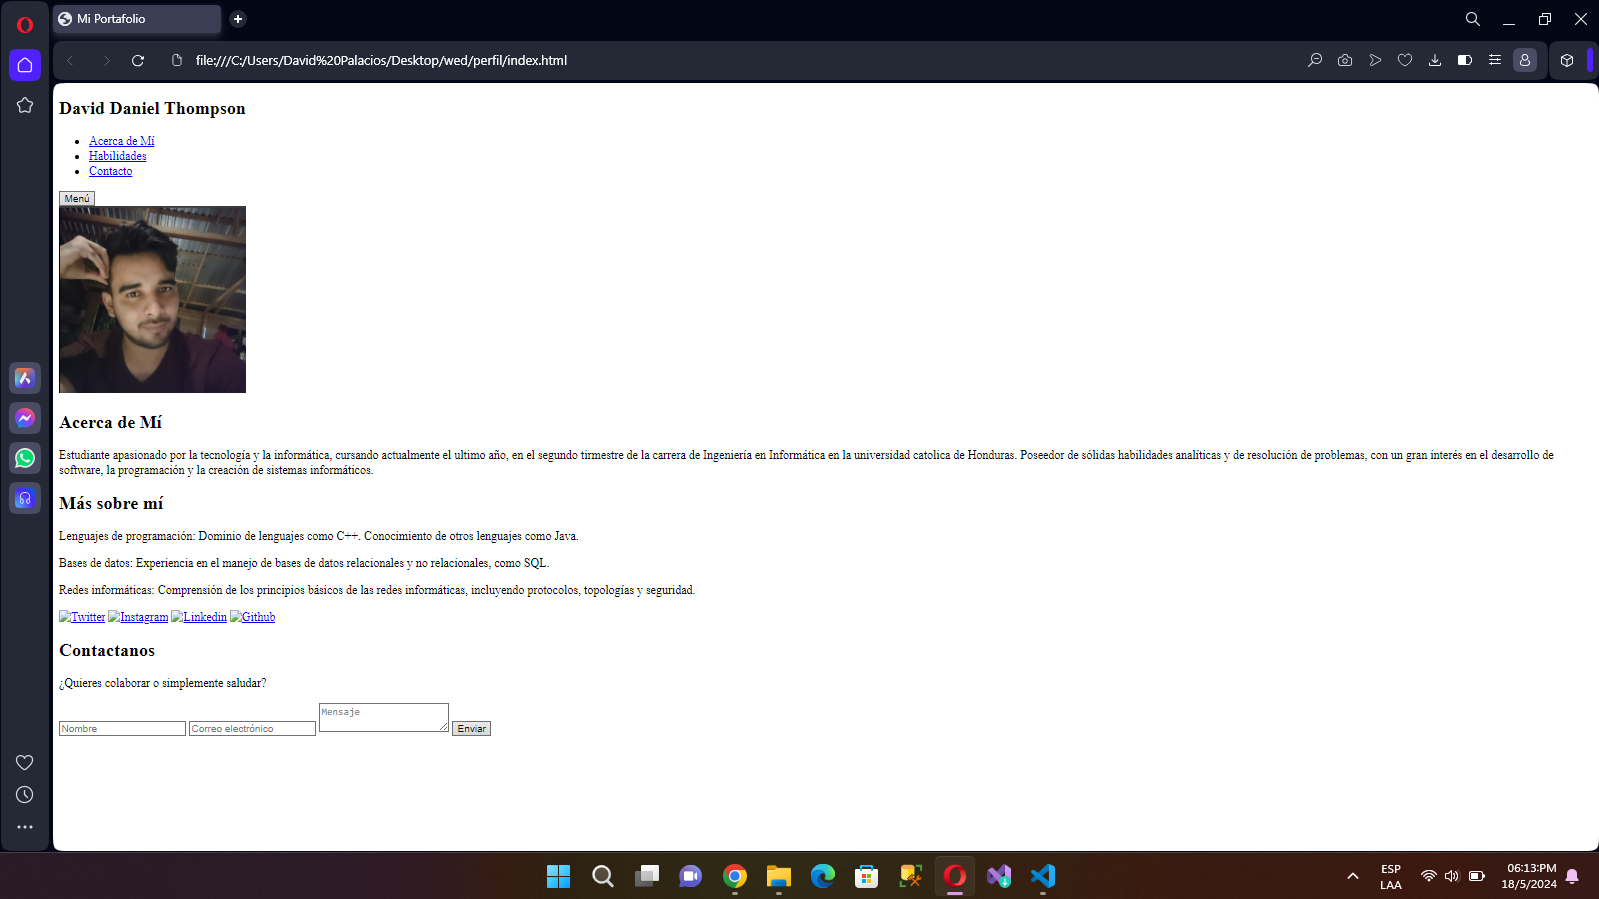 Mi Portafolio
file:///C:/Users/David%20Palacios/Desktop/wed/perfil/index.html
David Daniel Thompson
Acerca de Mí
Habilidades
Contacto
Menú
Acerca de Mí
Estudiante apasionado por la tecnología y la informática, cursando actualmente el ultimo año, en el segundo tirmestre de la carrera de Ingeniería en Informática en la universidad catolica de Honduras. Poseedor de sólidas habilidades analíticas y de resolución de problemas, con un gran interés en el desarrollo de
software, la programación y la creación de sistemas informáticos.
Más sobre mí
Lenguajes de programación: Dominio de lenguajes como C++. Conocimiento de otros lenguajes como Java.
Bases de datos: Experiencia en el manejo de bases de datos relacionales y no relacionales, como SQL.
Redes informáticas: Comprensión de los principios básicos de las redes informáticas, incluyendo protocolos, topologías y seguridad.
Twitter Instagram Linkedin Github
Contactanos
¿Quieres colaborar o simplemente saludar?
Nombre Correo electrónico Mensaje Enviar
ESP
LAA
06:13:PM
18/5/2024